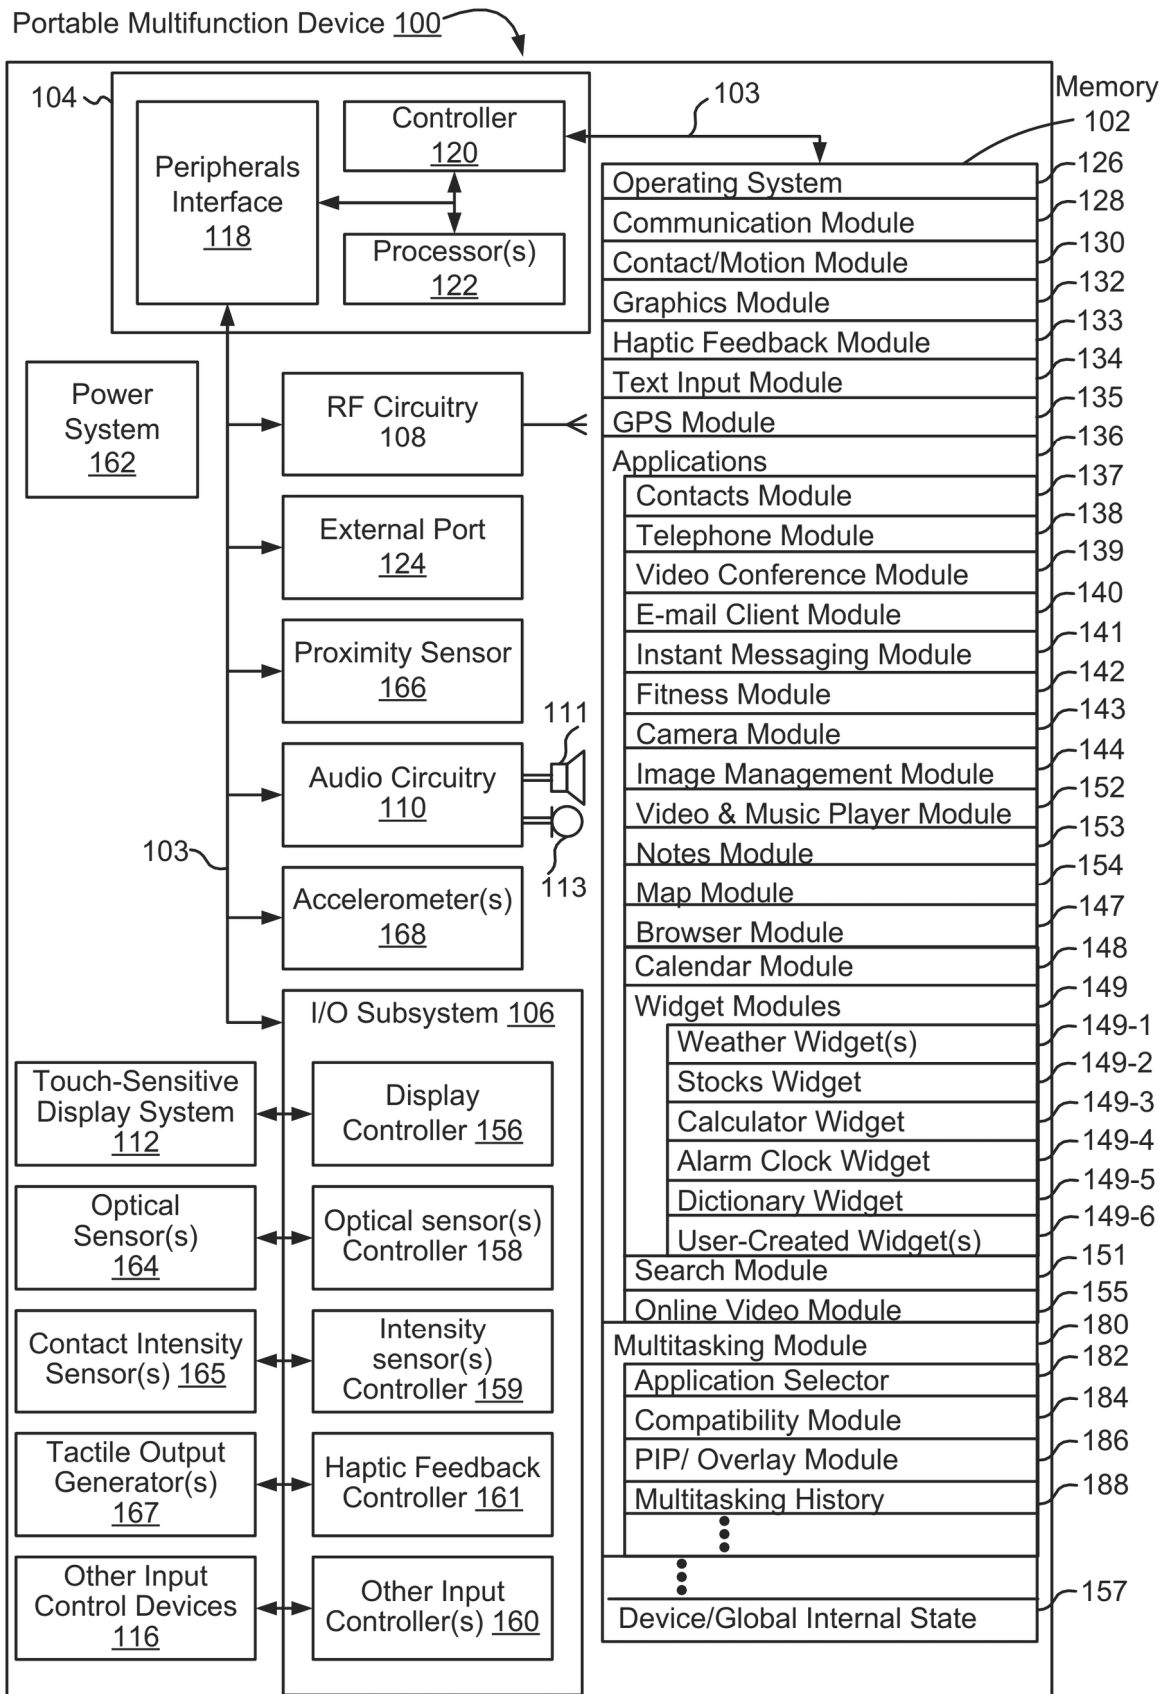 Portable Multifunction Device 100
Memory
102
104
103
Peripherals
Interface
118
Controller
120
Processor(s)
122
Power
System
162
RF Circuitry
108
External Port
124
Proximity Sensor
166
Audio Circuitry
110
111
113
103
Accelerometer(s)
168
I/O Subsystem 106
Touch-Sensitive
Display System
112
Display
Controller 156
Optical
Sensor(s)
164
Optical sensor(s)
Controller 158
Contact Intensity
Sensor(s) 165
Intensity
sensor(s)
Controller 159
Tactile Output
Generator(s)
167
Haptic Feedback
Controller 161
Other Input
Control Devices
116
Other Input
Controller(s) 160
Operating System 126
Communication Module 128
Contact/Motion Module 130
Graphics Module 132
Haptic Feedback Module 133
Text Input Module 134
GPS Module 135
Applications 136
Contacts Module 137
Telephone Module 138
Video Conference Module 139
E-mail Client Module 140
Instant Messaging Module 141
Fitness Module 142
Camera Module 143
Image Management Module 144
Video & Music Player Module 152
Notes Module 153
Map Module 154
Browser Module 147
Calendar Module 148
Widget Modules 149
Weather Widget(s) 149-1
Stocks Widget 149-2
Calculator Widget 149-3
Alarm Clock Widget 149-4
Dictionary Widget 149-5
User-Created Widget(s) 149-6
Search Module 151
Online Video Module 155
Multitasking Module 180
Application Selector 182
Compatibility Module 184
PIP/ Overlay Module 186
Multitasking History 188
Device/Global Internal State 157